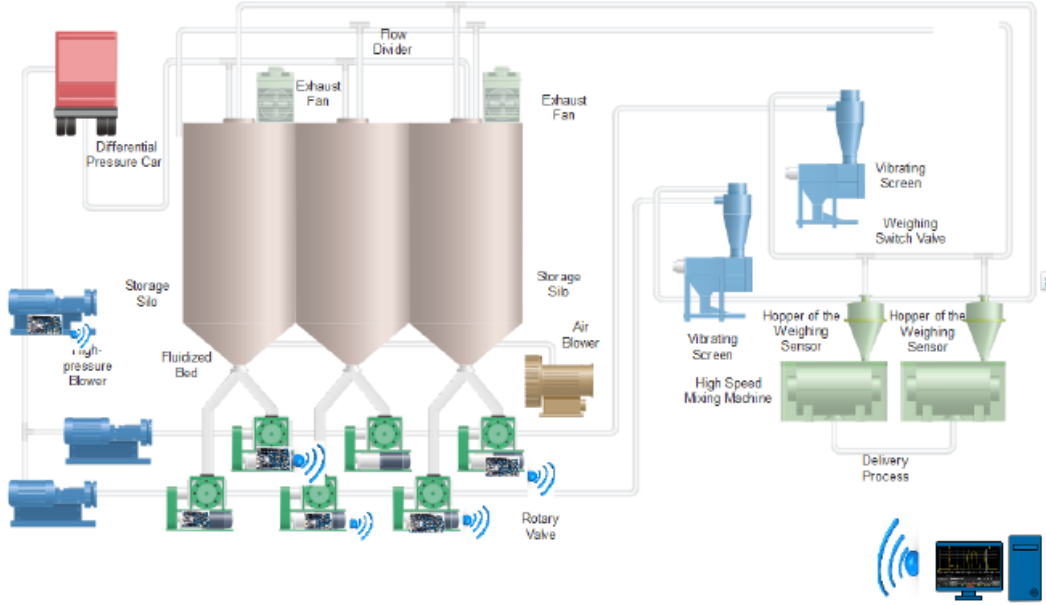 Flow
Divider
Exhaust
Fan
Exhaust
Fan
Differential
Pressure Car
Vibrating
Screen
Weighing
Switch Valve
Storage
Silo
Storage
Silo
Hopper of the
Weighing
Sensor
Hopper of the
Weighing
Sensor
Air
Blower
High-
pressure
Blower
Fluidized
Bed
Vibrating
Screen
High Speed
Mixing Machine
Delivery
Process
Rotary
Valve